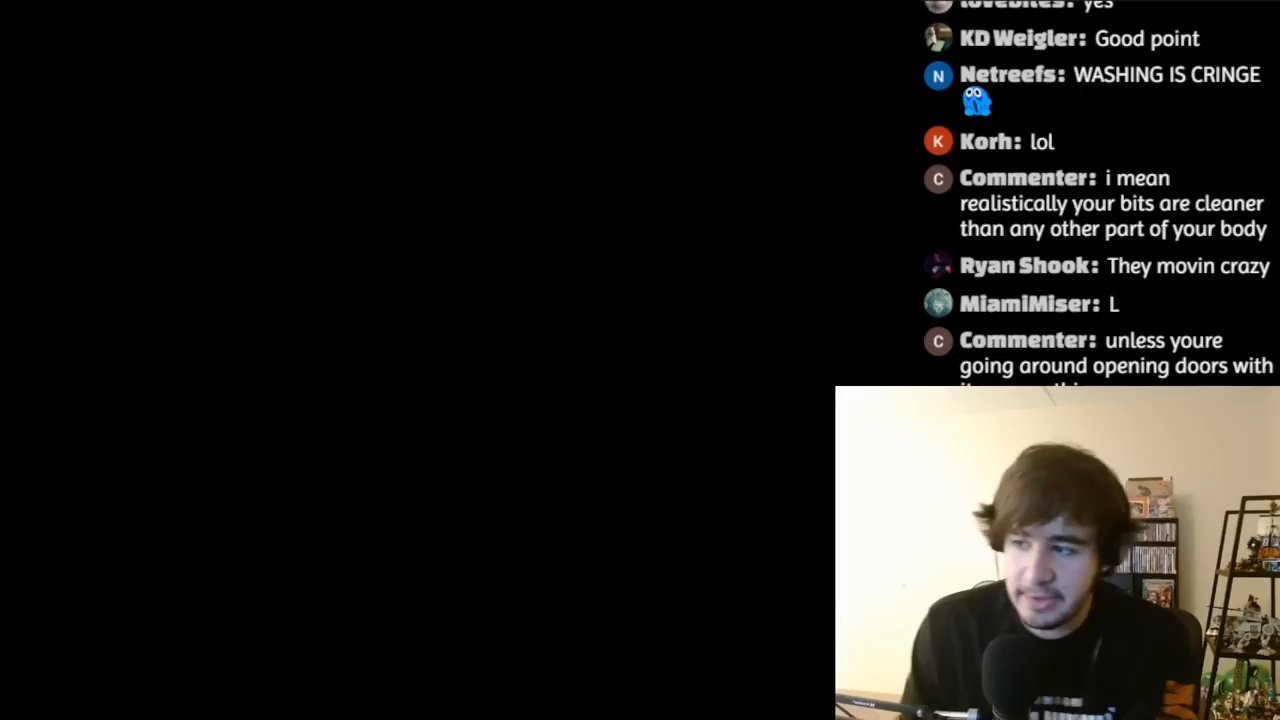 lovebites: yes
KD Weigler: Good point
N Netreefs: WASHING IS CRINGE
K Korh: lol
C Commenter: i mean
realistically your bits are cleaner
than any other part of your body
Ryan Shook: They movin crazy
MiamiMiser: L
C Commenter: unless youre
going around opening doors with